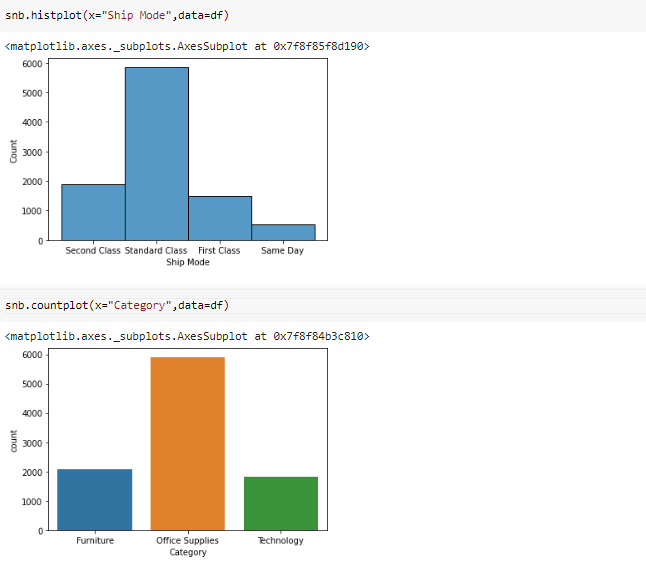 snb.histplot(x="Ship Mode",data=df)
<matplotlib.axes._subplots.AxesSubplot at 0x7f8f85f8d190>
6000
5000
4000
3000
2000
1000
0
Count
Second Class Standard Class First Class Same Day
Ship Mode
snb.countplot(x="Category",data=df)
<matplotlib.axes._subplots.AxesSubplot at 0x7f8f84b3c810>
6000
5000
4000
3000
2000
1000
0
count
Furniture Office Supplies Technology
Category